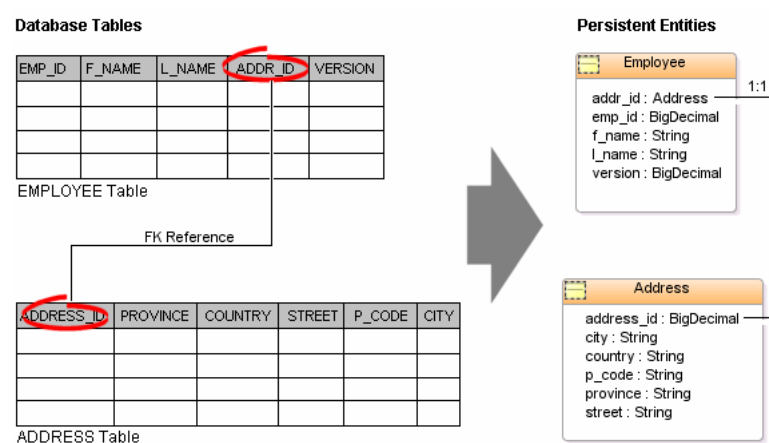 Database Tables
EMP_ID F_NAME L_NAME ADDR_ID VERSION
EMPLOYEE Table
FK Reference
ADDRESS_ID PROVINCE COUNTRY STREET P_CODE CITY
ADDRESS Table
Persistent Entities
Employee
1:1
addr_id : Address
emp_id : BigDecimal
f_name : String
l_name : String
version : BigDecimal
Address
address_id : BigDecimal
city : String
country : String
p_code : String
province : String
street : String